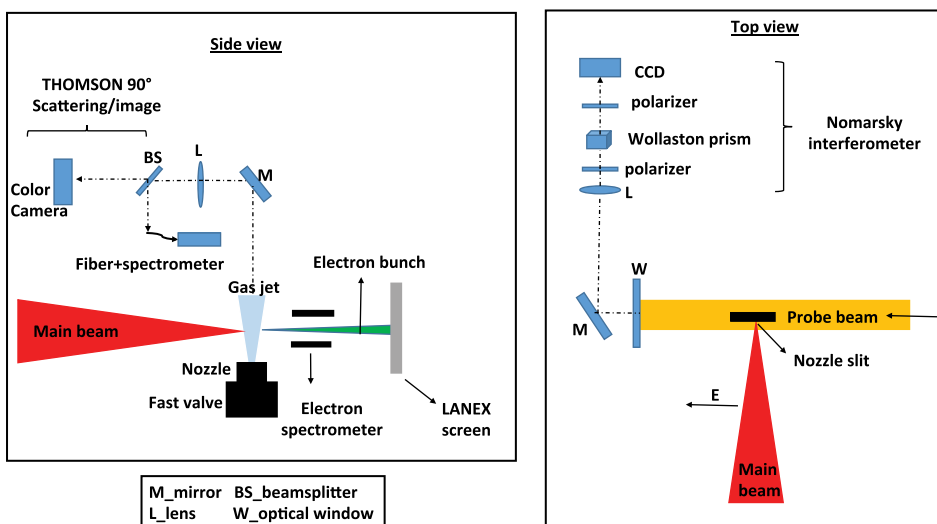 Side view
THOMSON 90°
Scattering/image
BS
L
M
Color
Camera
Fiber+spectrometer
Gas jet
Electron bunch
Main beam
Nozzle
Fast valve
Electron
spectrometer
LANEX
screen
M_mirror BS_beamsplitter
L_lens W_optical window
Top view
CCD
polarizer
Wollaston prism
polarizer
L
Nomarsky
interferometer
W
M
Probe beam
Nozzle slit
E
Main
beam